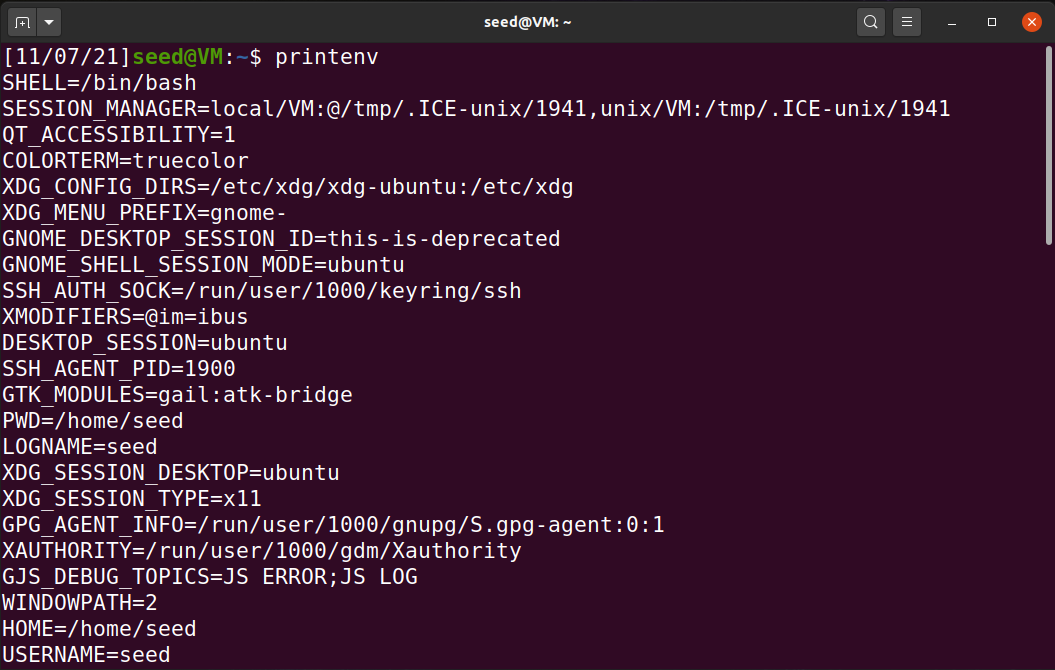 seed@VM: ~
[11/07/21]seed@VM:~$ printenv
SHELL=/bin/bash
SESSION_MANAGER=local/VM:@/tmp/.ICE-unix/1941,unix/VM:/tmp/.ICE-unix/1941
QT_ACCESSIBILITY=1
COLORTERM=truecolor
XDG_CONFIG_DIRS=/etc/xdg/xdg-ubuntu:/etc/xdg
XDG_MENU_PREFIX=gnome-
GNOME_DESKTOP_SESSION_ID=this-is-deprecated
GNOME_SHELL_SESSION_MODE=ubuntu
SSH_AUTH_SOCK=/run/user/1000/keyring/ssh
XMODIFIERS=@im=ibus
DESKTOP_SESSION=ubuntu
SSH_AGENT_PID=1900
GTK_MODULES=gail:atk-bridge
PWD=/home/seed
LOGNAME=seed
XDG_SESSION_DESKTOP=ubuntu
XDG_SESSION_TYPE=x11
GPG_AGENT_INFO=/run/user/1000/gnupg/S.gpg-agent:0:1
XAUTHORITY=/run/user/1000/gdm/Xauthority
GJS_DEBUG_TOPICS=JS ERROR;JS LOG
WINDOWPATH=2
HOME=/home/seed
USERNAME=seed